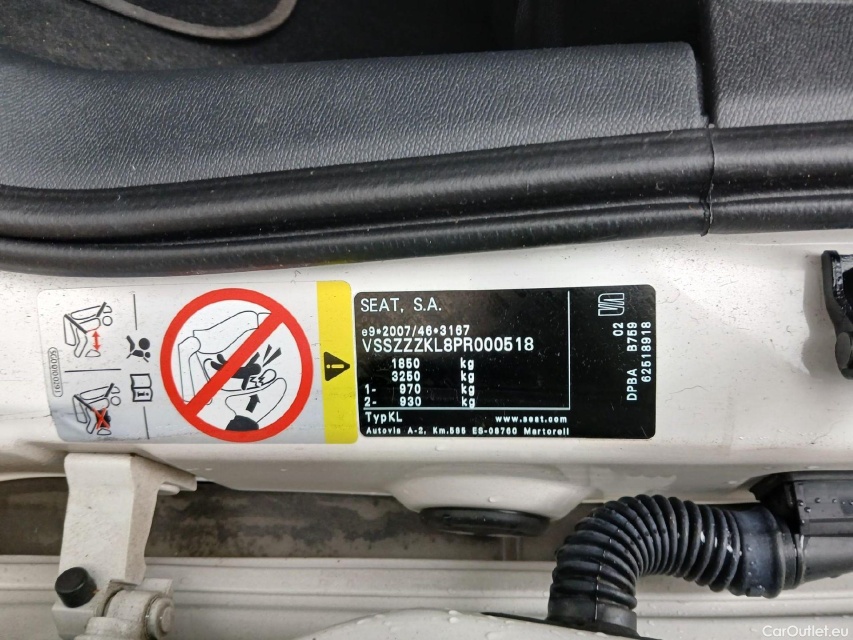 SEAT, S.A.
e9*2007/46*3167
VSSZZZKL8PR000518
1850 kg
3250 kg
1- 970 kg
2- 930 kg
TypKL www.seat.com
Autovia A-2, Km.585 ES-08760 Martorell
02
DPBA B759
62518918
CarOutlet.eu